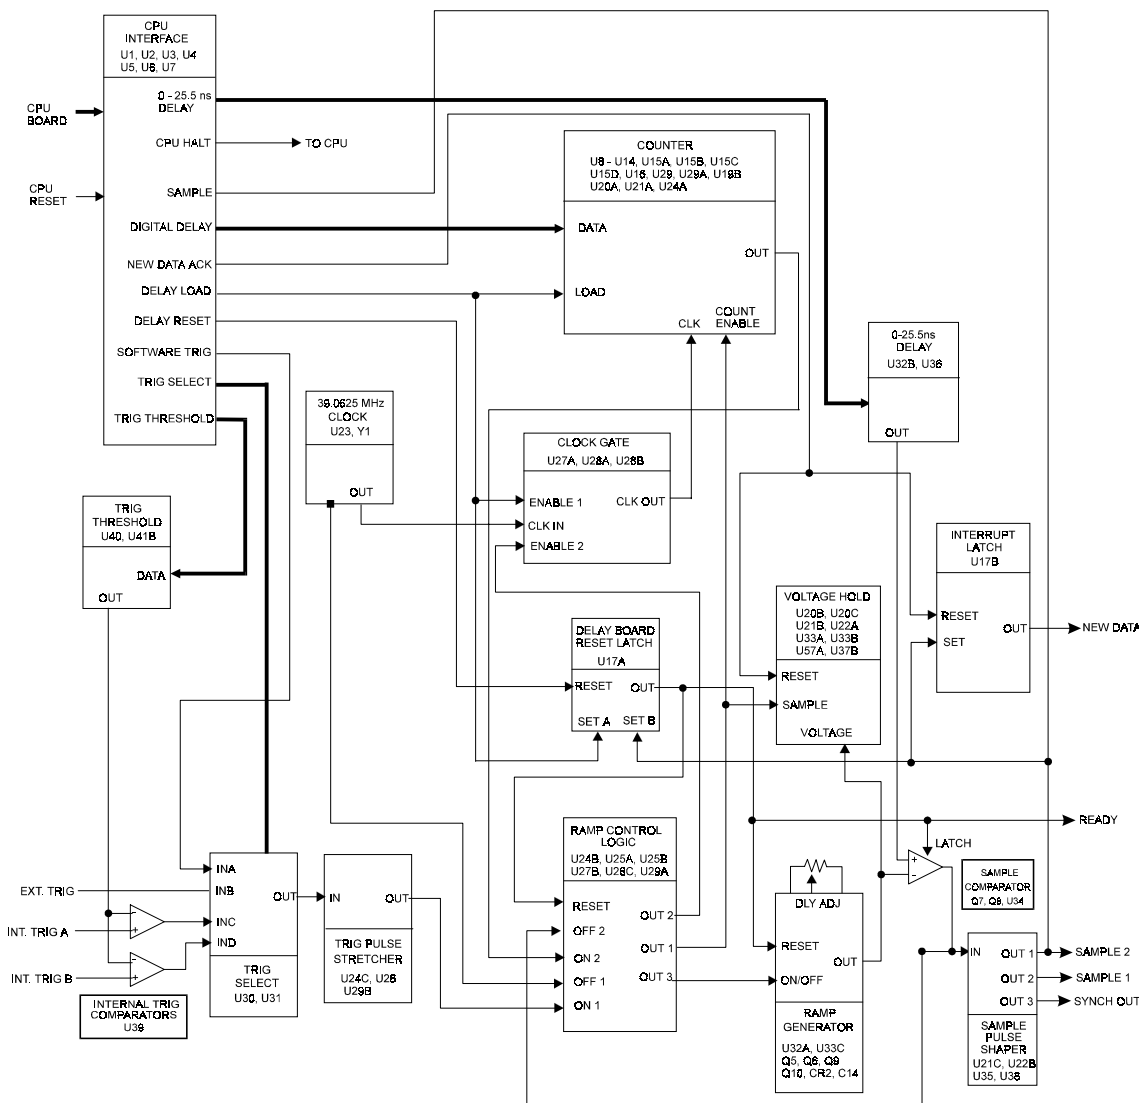 CPU
INTERFACE
U1, U2, U3, U4
U5, U6, U7
0 - 25.5 ns
DELAY
CPU
BOARD
CPU HALT
TO CPU
CPU
RESET
SAMPLE
DIGITAL DELAY
NEW DATA ACK
DELAY LOAD
DELAY RESET
SOFTWARE TRIG
TRIG SELECT
TRIG THRESHOLD
COUNTER
U8 - U14, U15A, U15B, U15C
U15D, U16, U29, U29A, U19B
U20A, U21A, U24A
DATA
OUT
LOAD
CLK
COUNT
ENABLE
0-25.5ns
DELAY
U32B, U36
OUT
39.0625 MHz
CLOCK
U23, Y1
OUT
CLOCK GATE
U27A, U28A, U28B
ENABLE 1
CLK OUT
CLK IN
ENABLE 2
TRIG
THRESHOLD
U40, U41B
DATA
OUT
INTERRUPT
LATCH
U17B
RESET
OUT
SET
NEW DATA
VOLTAGE HOLD
U20B, U20C
U21B, U22A
U33A, U33B
U57A, U37B
RESET
SAMPLE
VOLTAGE
DELAY BOARD
RESET LATCH
U17A
RESET
OUT
SET A
SET B
READY
LATCH
+
-
SAMPLE
COMPARATOR
Q7, Q8, U34
RAMP CONTROL
LOGIC
U24B, U25A, U25B
U27B, U28C, U29A
RESET
OUT 2
OFF 2
OUT 1
ON 2
OUT 3
OFF 1
ON 1
DLY ADJ
RESET
OUT
ON/OFF
RAMP
GENERATOR
U32A, U33C
Q5, Q6, Q9
Q10, CR2, C14
IN
OUT 1
OUT 2
OUT 3
SAMPLE
PULSE
SHAPER
U21C, U22B
U35, U38
SAMPLE 2
SAMPLE 1
SYNCH OUT
EXT. TRIG
INT. TRIG A
INT. TRIG B
-
+
-
+
INTERNAL TRIG
COMPARATORS
U39
INA
INB
OUT
INC
IND
TRIG
SELECT
U30, U31
IN
OUT
TRIG PULSE
STRETCHER
U24C, U26
U29B